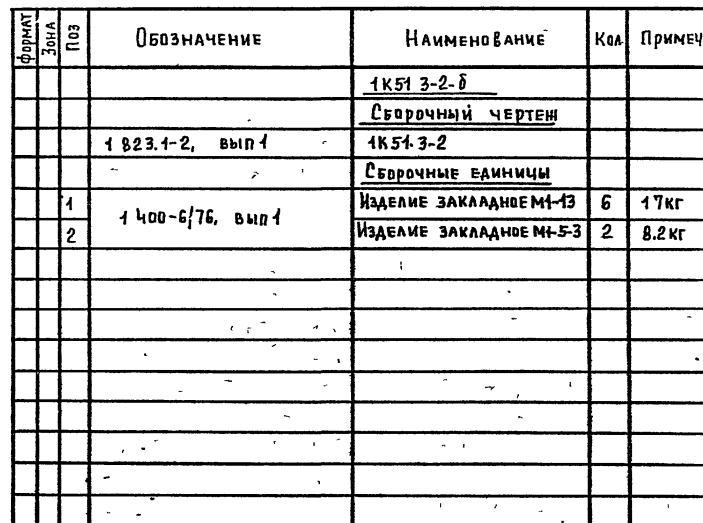 Формат Зона Поз Обозначение Наименование Кол Примеч
1К51 3-2-б
Сборочный чертеж
1 823.1-2, вып 1 1К51.3-2
Сборочные единицы
1 1 400-6/76, вып 1 Изделие закладное М1-13 6 17кг
2 Изделие закладное М1-5-3 2 8.2кг